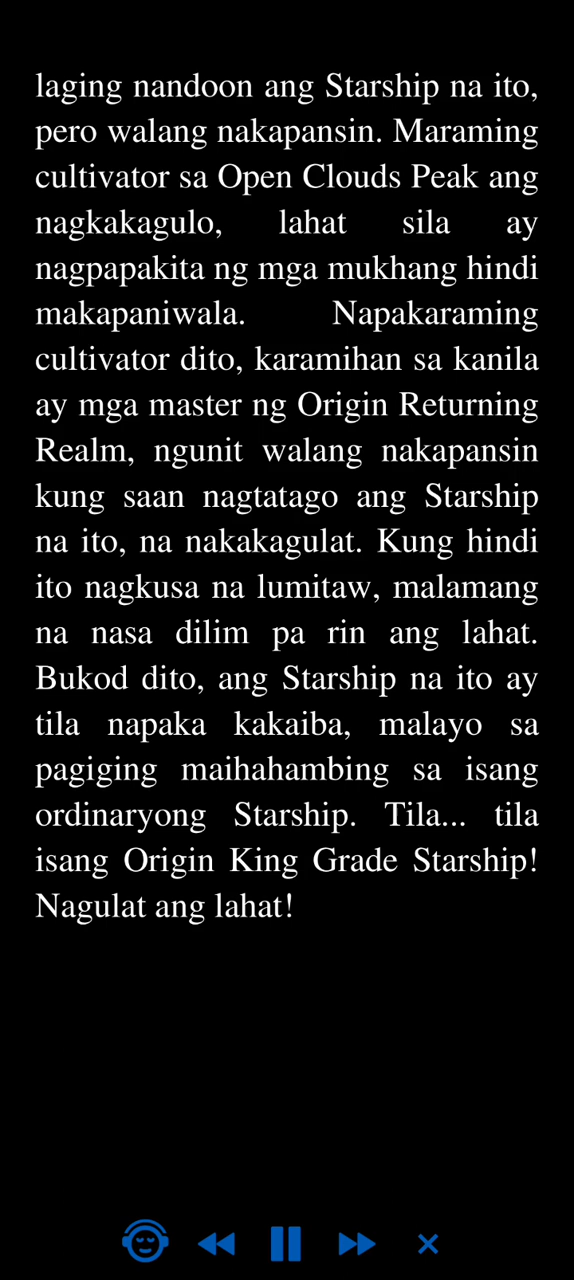 laging nandoon ang Starship na ito,
pero walang nakapansin. Maraming
cultivator sa Open Clouds Peak ang
nagkakagulo, lahat sila ay
nagpapakita ng mga mukhang hindi
makapaniwala. Napakaraming
cultivator dito, karamihan sa kanila
ay mga master ng Origin Returning
Realm, ngunit walang nakapansin
kung saan nagtatago ang Starship
na ito, na nakakagulat. Kung hindi
ito nagkusa na lumitaw, malamang
na nasa dilim pa rin ang lahat.
Bukod dito, ang Starship na ito ay
tila napaka kakaiba, malayo sa
pagiging maihahambing sa isang
ordinaryong Starship. Tila... tila
isang Origin King Grade Starship!
Nagulat ang lahat!